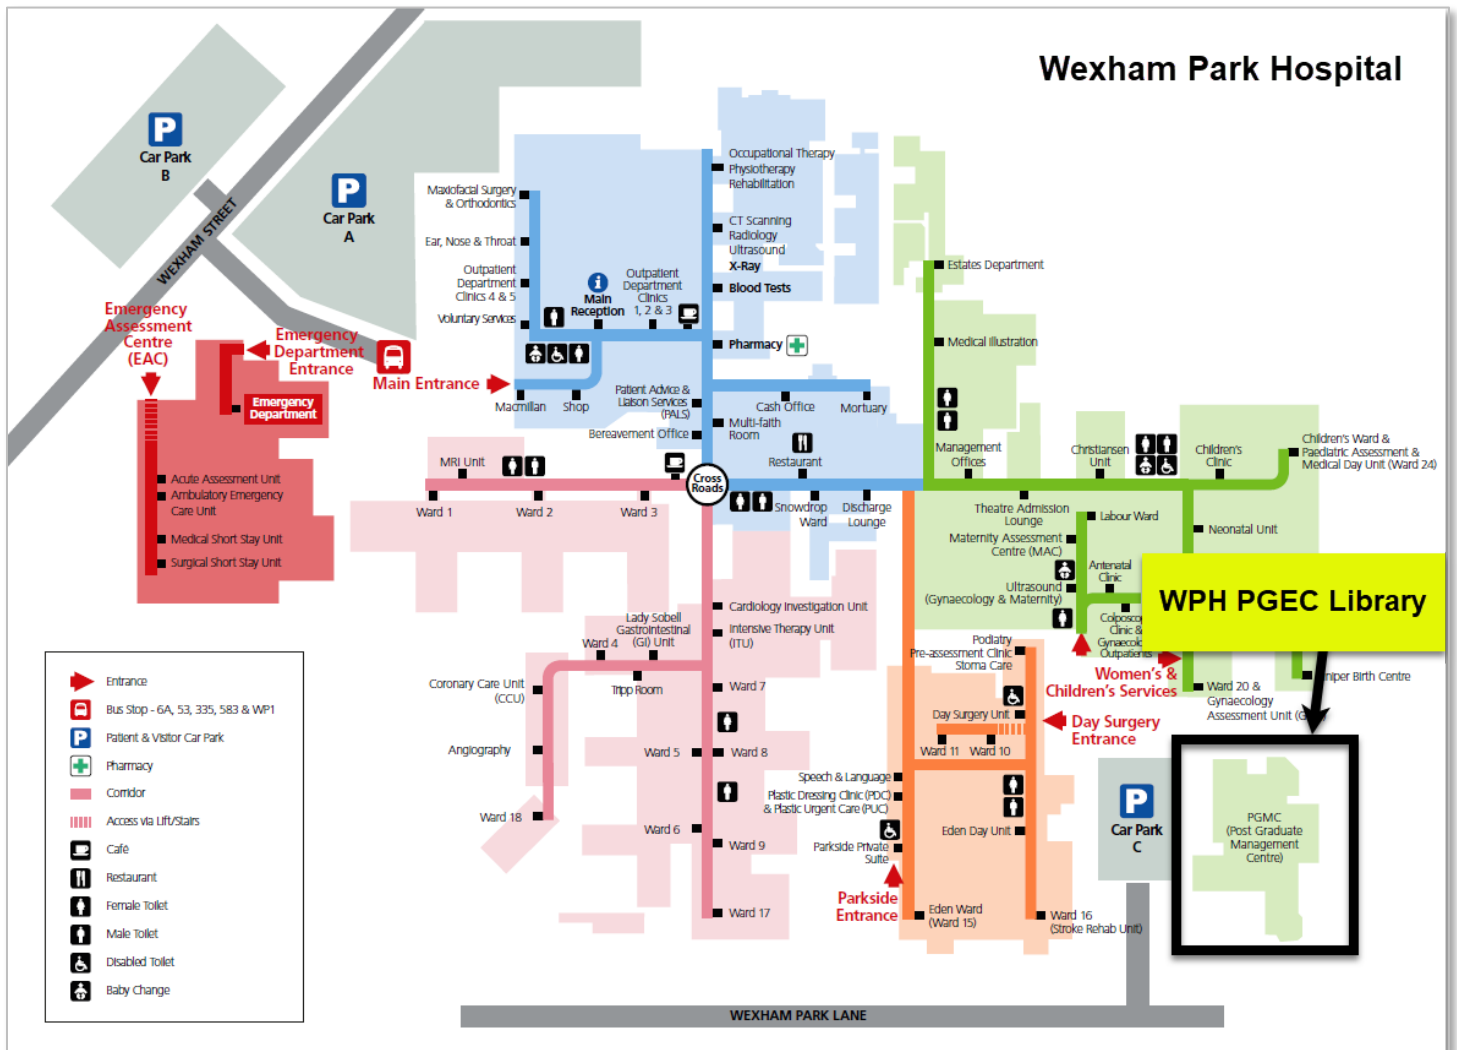 Wexham Park Hospital
P
Car Park
B
P
Car Park
A
WEXHAM STREET
Emergency
Assessment
Centre
(EAC)
Emergency
Department
Entrance
Main Entrance
Emergency
Department
Acute Assessment Unit
Ambulatory Emergency
Care Unit
Medical Short Stay Unit
Surgical Short Stay Unit
Maxiofacial Surgery
& Orthodontics
Ear, Nose & Throat
Outpatient
Department
Clinics 4 & 5
Voluntary Services
i
Main
Reception
Outpatient
Department
Clinics
1, 2 & 3
Macmillan
Shop
Patient Advice &
Liaison Services
(PALS)
Bereavement Office
Occupational Therapy
Physiotherapy
Rehabilitation
CT Scanning
Radiology
Ultrasound
X-Ray
Blood Tests
Pharmacy
Cash Office
Mortuary
Multi-faith
Room
Restaurant
Cross
Roads
Snowdrop
Ward
Discharge
Lounge
MRI Unit
Ward 1
Ward 2
Ward 3
Estates Department
Medical Illustration
Management
Offices
Christiansen
Unit
Children's
Clinic
Children's Ward &
Paediatric Assessment &
Medical Day Unit (Ward 24)
Theatre Admission
Lounge
Labour Ward
Maternity Assessment
Centre (MAC)
Neonatal Unit
Antenatal
Clinic
Ultrasound
(Gynaecology & Maternity)
WPH PGEC Library
Clinic &
Outpatients
Women's &
Children's Services
Ward 20 &
Gynaecology
Assessment Unit
Birth Centre
Cardiology Investigation Unit
Intensive Therapy Unit
(ITU)
Lady Sobell
Gastrointestinal
(GI) Unit
Ward 4
Tripp Room
Coronary Care Unit
(CCU)
Angiography
Ward 18
Ward 7
Ward 5
Ward 8
Ward 6
Ward 9
Ward 17
Podiatry
Pre-assessment Clinic
Stoma Care
Day Surgery Unit
Day Surgery
Entrance
Ward 11
Ward 10
Speech & Language
Plastic Dressing Clinic (PDC)
& Plastic Urgent Care (PUC)
Parkside Private
Suite
Eden Day Unit
Parkside
Entrance
Eden Ward
(Ward 15)
Ward 16
(Stroke Rehab Unit)
P
Car Park
C
PGMC
(Post Graduate
Management
Centre)
WEXHAM PARK LANE
Entrance
Bus Stop - 6A, 53, 335, 583 & WP1
P
Patient & Visitor Car Park
Pharmacy
Corridor
Access via Lift/Stairs
Café
Restaurant
Female Toilet
Male Toilet
Disabled Toilet
Baby Change